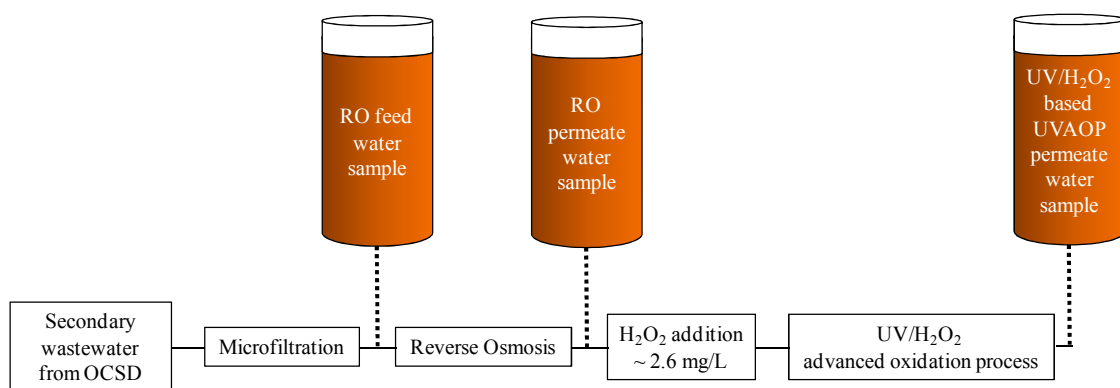 RO feed
water
sample
RO
permeate
water
sample
UV/H₂O₂
based
UVAOP
permeate
water
sample
Secondary
wastewater
from OCSD
Microfiltration
Reverse Osmosis
H₂O₂ addition
~ 2.6 mg/L
UV/H₂O₂
advanced oxidation process